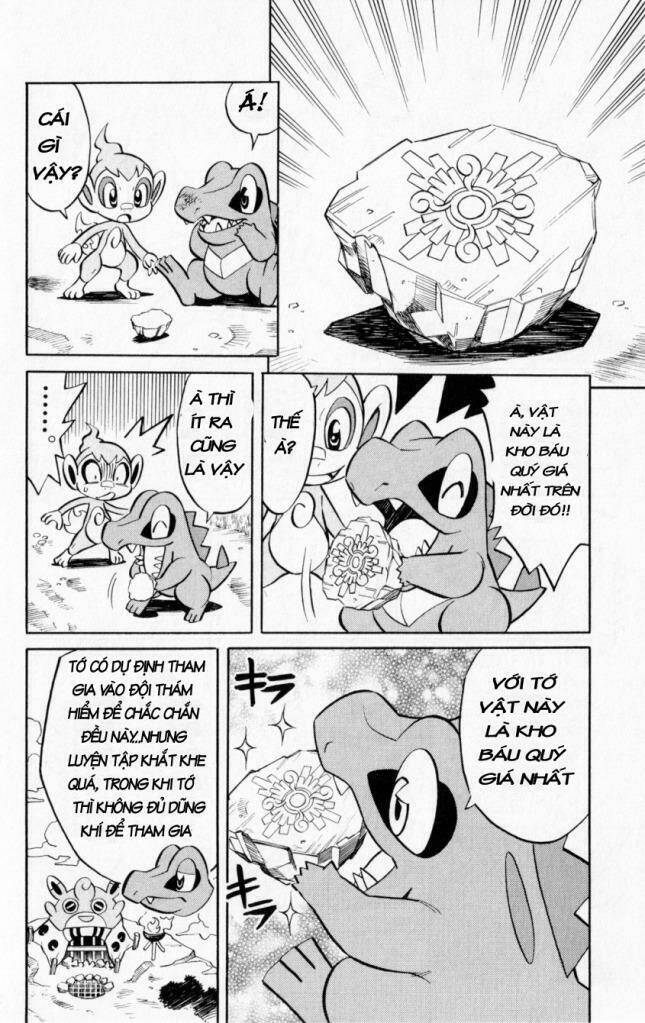 Á!
CÁI
GÌ
VẬY?
À, VẬT
NÀY LÀ
KHO BÁU
QUÝ GIÁ
NHẤT TRÊN
ĐỜI ĐÓ!!
THẾ
À?
À THÌ
ÍT RA
CŨNG
LÀ VẬY
.......
VỚI TỚ
VẬT NÀY
LÀ KHO
BÁU QUÝ
GIÁ NHẤT
キラ
キラ
TỚ CÓ DỰ ĐỊNH THAM
GIA VÀO ĐỘI THÁM
HIỂM ĐỂ CHẮC CHẮN
ĐỀU NÀY..NHƯNG
LUYỆN TẬP KHẮT KHE
QUÁ, TRONG KHI TỚ
THÌ KHÔNG ĐỦ DŨNG
KHÍ ĐỂ THAM GIA